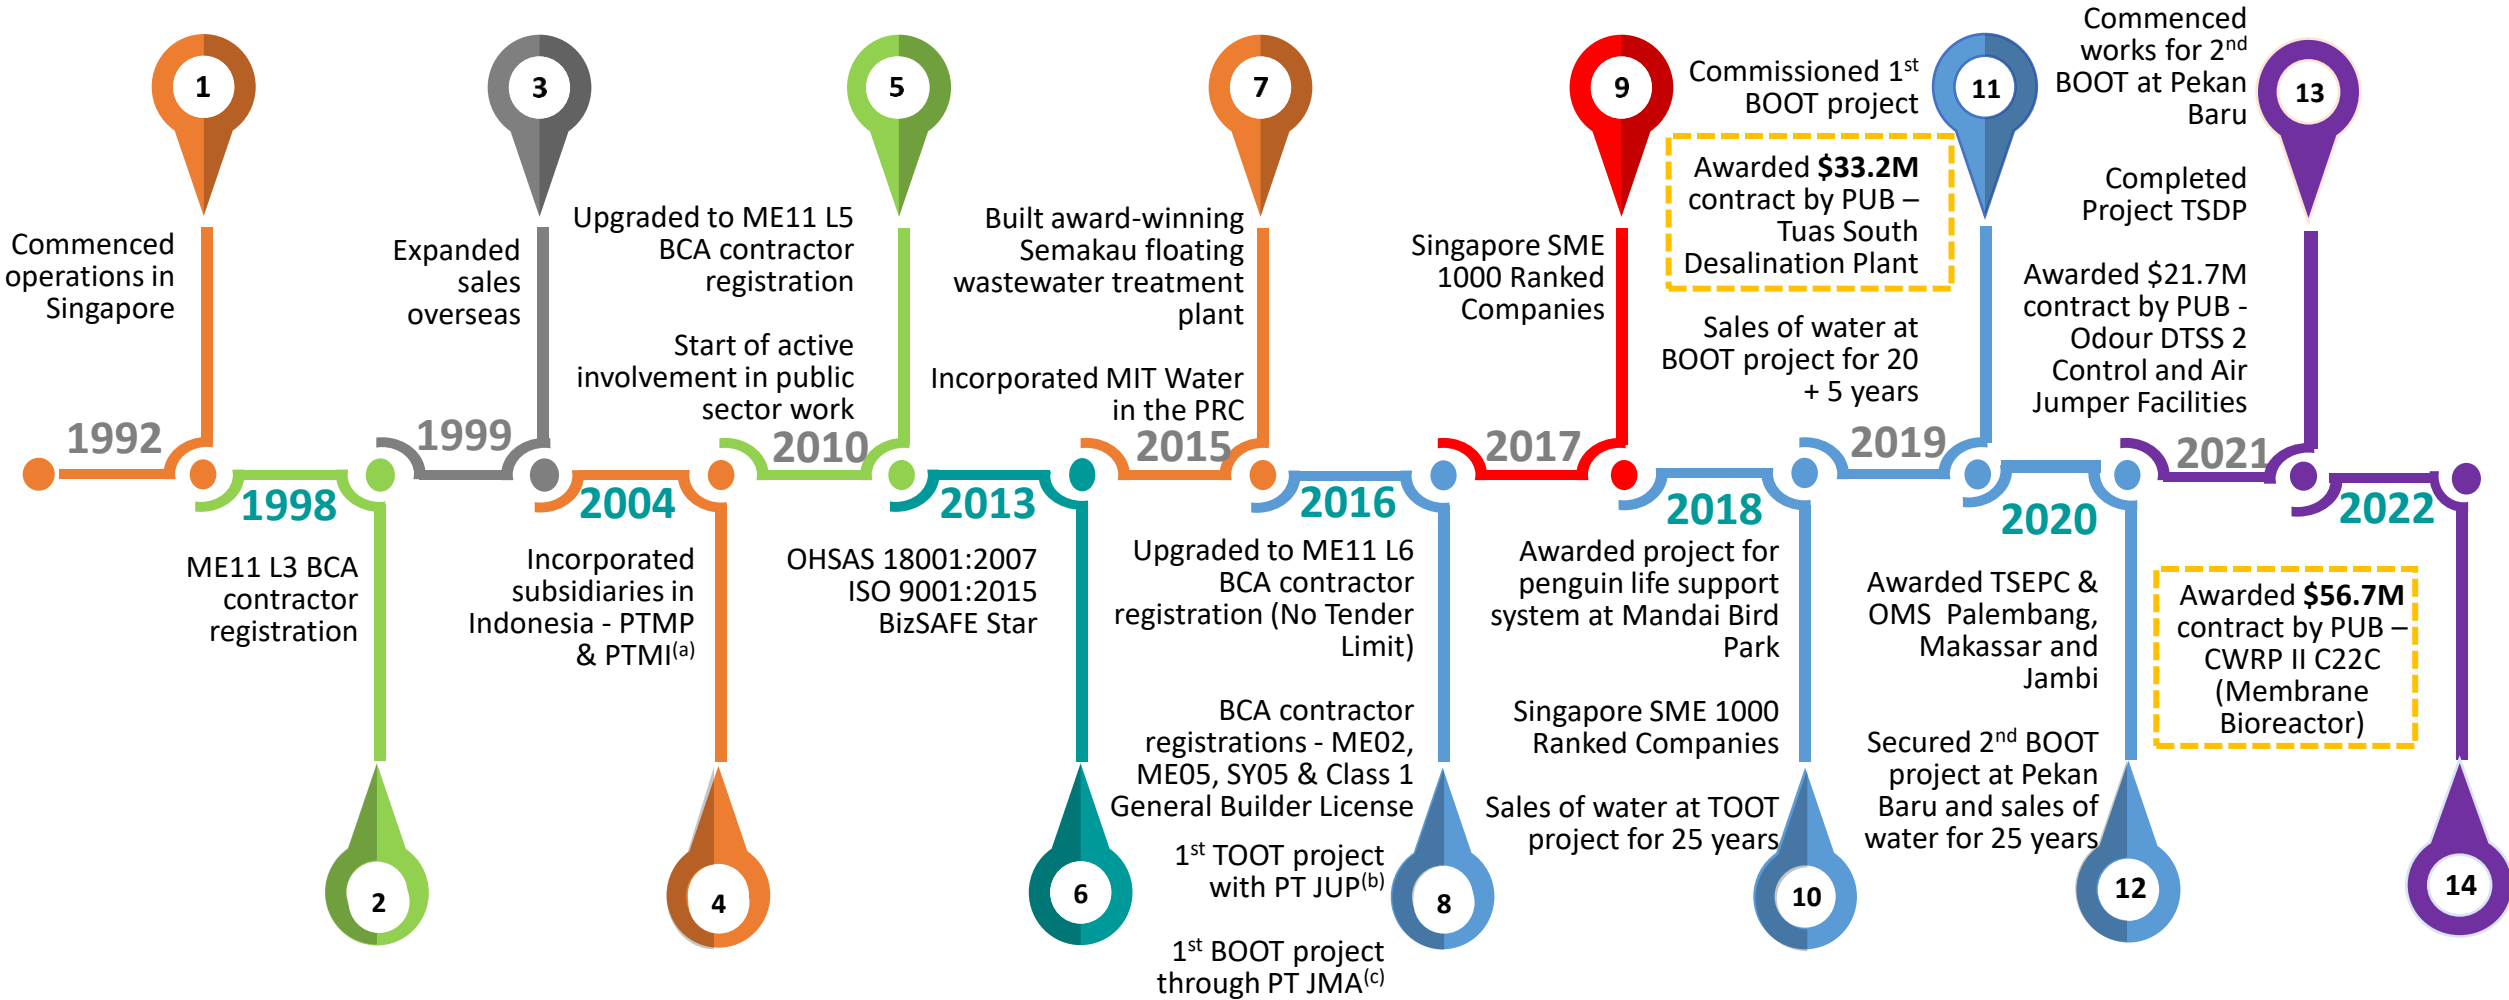 1
Commenced
operations in
Singapore
1992
1998
ME11 L3 BCA
contractor
registration
2
3
Expanded
sales
overseas
1999
2004
Incorporated
subsidiaries in
Indonesia - PTMP
& PTMI(a)
4
5
Upgraded to ME11 L5
BCA contractor
registration
Start of active
involvement in public
sector work
2010
2013
OHSAS 18001:2007
ISO 9001:2015
BizSAFE Star
6
7
Built award-winning
Semakau floating
wastewater treatment
plant
Incorporated MIT Water
in the PRC
2015
2016
Upgraded to ME11 L6
BCA contractor
registration (No Tender
Limit)
BCA contractor
registrations - ME02,
ME05, SY05 & Class 1
General Builder License
1st TOOT project
with PT JUP(b)
1st BOOT project
through PT JMA(c)
8
9
Singapore SME
1000 Ranked
Companies
2017
2018
Awarded project for
penguin life support
system at Mandai Bird
Park
Singapore SME 1000
Ranked Companies
Sales of water at TOOT
project for 25 years
10
11
Commissioned 1st
BOOT project
Awarded $33.2M
contract by PUB –
Tuas South
Desalination Plant
Sales of water at
BOOT project for 20
+ 5 years
2019
2020
Awarded TSEPC &
OMS Palembang,
Makassar and
Jambi
Secured 2nd BOOT
project at Pekan
Baru and sales of
water for 25 years
12
13
Commenced
works for 2nd
BOOT at Pekan
Baru
Completed
Project TSDP
Awarded $21.7M
contract by PUB -
Odour DTSS 2
Control and Air
Jumper Facilities
2021
2022
Awarded $56.7M
contract by PUB –
CWRP II C22C
(Membrane
Bioreactor)
14